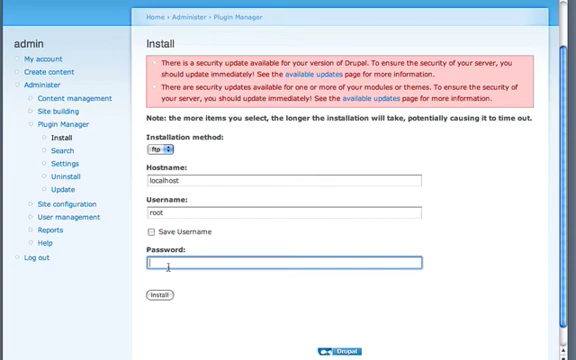 Home › Administer › Plugin Manager
admin
My account
Create content
Administer
Content management
Site building
Plugin Manager
Install
Search
Settings
Uninstall
Update
Site configuration
User management
Reports
Help
Log out
Install
There is a security update available for your version of Drupal. To ensure the security of your server, you
should update immediately! See the available updates page for more information.
There are security updates available for one or more of your modules or themes. To ensure the security of
your server, you should update immediately! See the available updates page for more information.
Note: the more items you select, the longer the installation will take, potentially causing it to time out.
Installation method:
ftp
Hostname:
localhost
Username:
root
Save Username
Password:
Install
Drupal